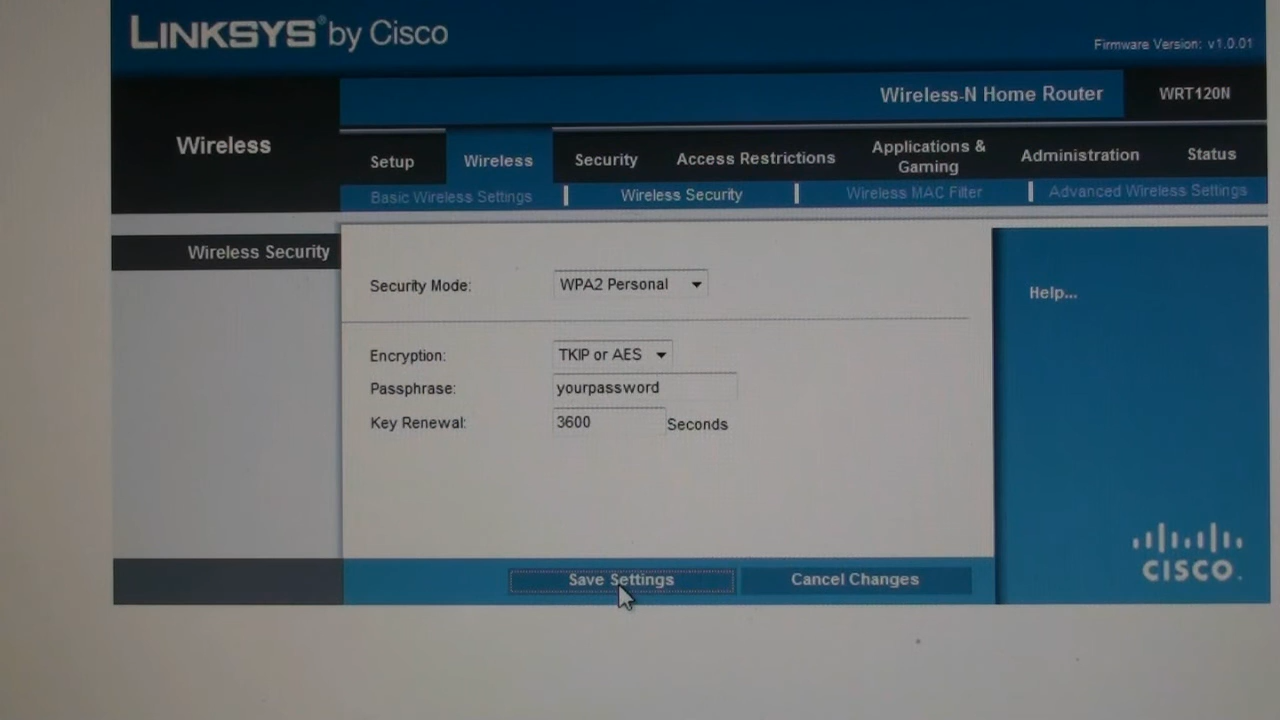 LINKSYS® by Cisco
Firmware Version: v1.0.01
Wireless-N Home Router WRT120N
Wireless
Setup Wireless Security Access Restrictions Applications & Gaming Administration Status
Basic Wireless Settings Wireless Security Wireless MAC Filter Advanced Wireless Settings
Wireless Security
Security Mode: WPA2 Personal
Help...
Encryption: TKIP or AES
Passphrase: yourpassword
Key Renewal: 3600 Seconds
CISCO.
Save Settings Cancel Changes